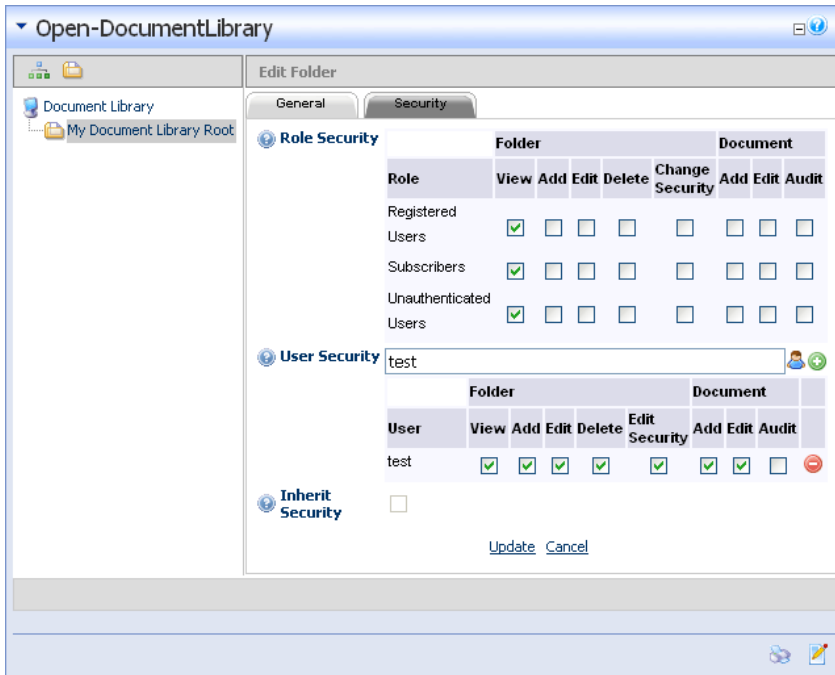 Open-DocumentLibrary
Edit Folder
Document Library
My Document Library Root
General Security
Role Security
Folder Document
Role View Add Edit Delete Change Security Add Edit Audit
Registered Users
Subscribers
Unauthenticated Users
User Security test
Folder Document
User View Add Edit Delete Edit Security Add Edit Audit
test
Inherit Security
Update Cancel